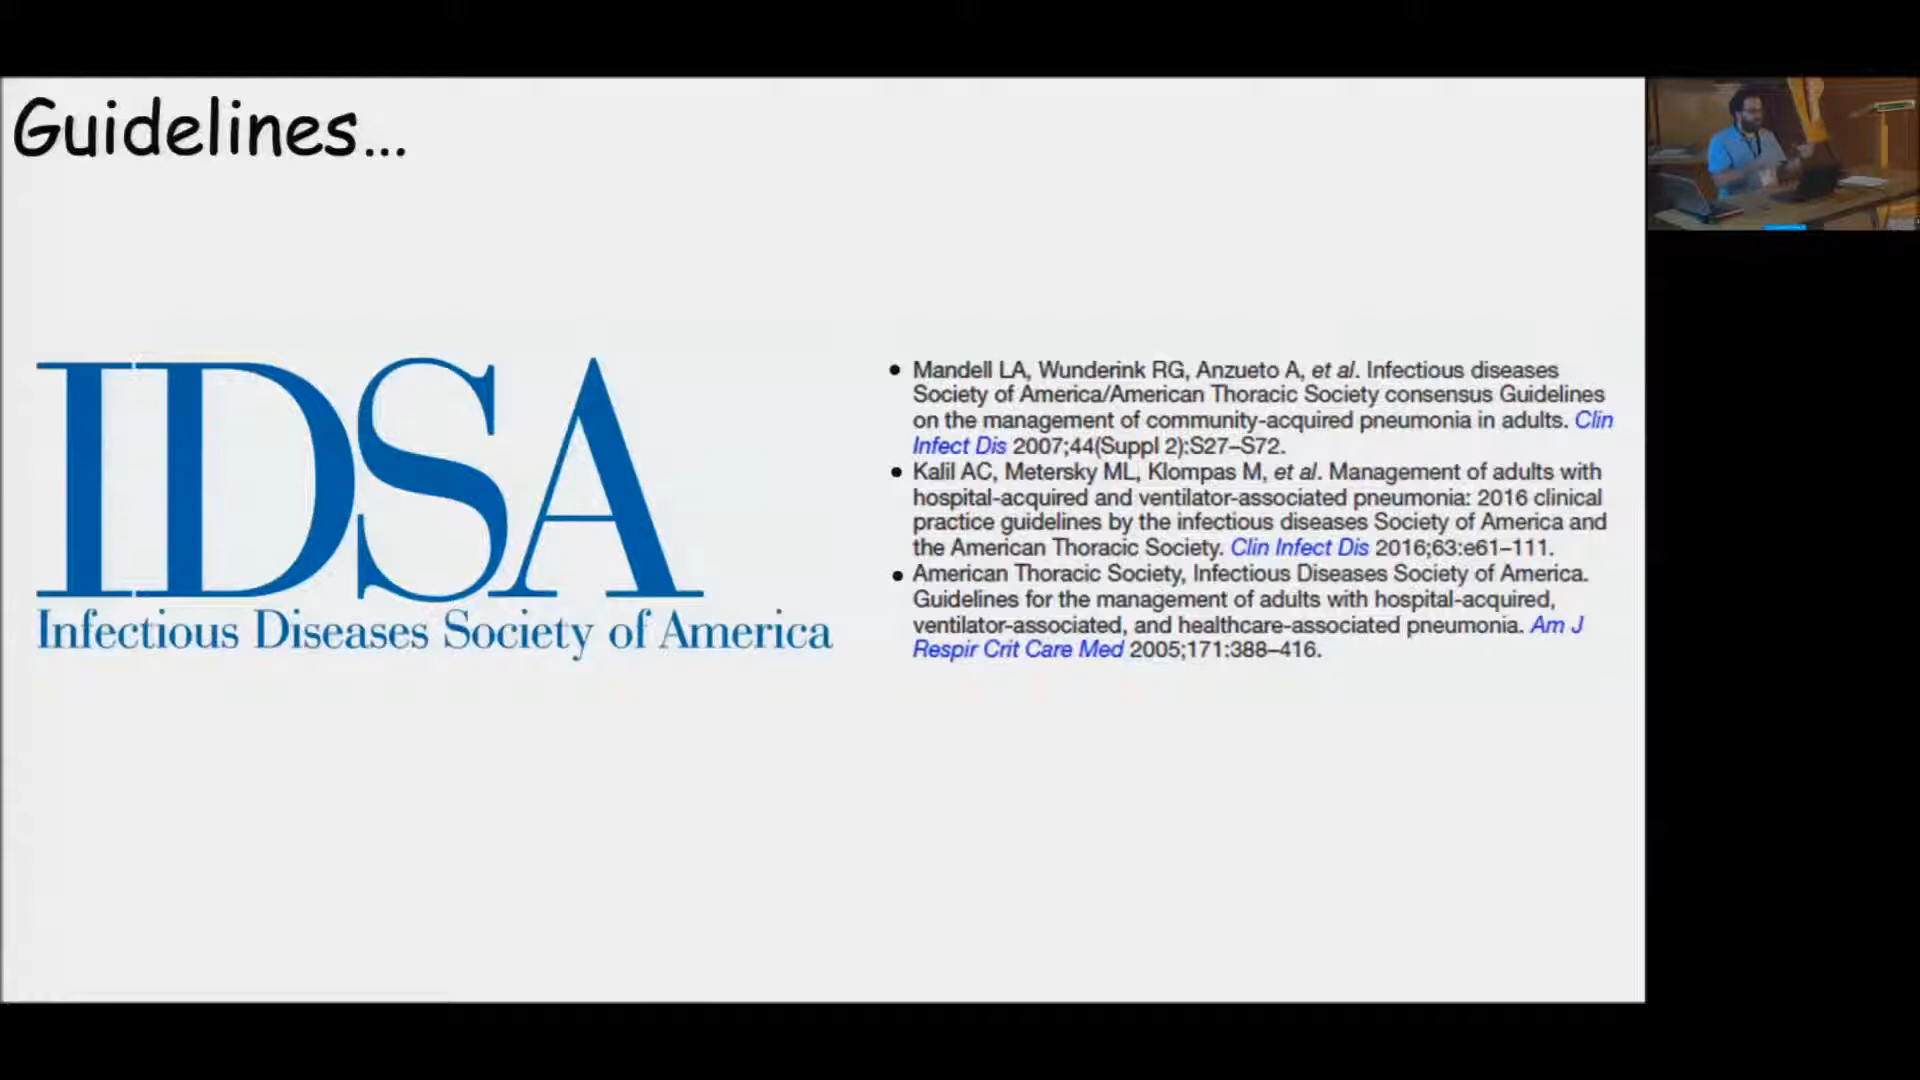 Guidelines...
IDSA
Infectious Diseases Society of America
• Mandell LA, Wunderink RG, Anzueto A, et al. Infectious diseases
Society of America/American Thoracic Society consensus Guidelines
on the management of community-acquired pneumonia in adults. Clin
Infect Dis 2007;44(Suppl 2):S27–S72.
• Kalil AC, Metersky ML, Klompas M, et al. Management of adults with
hospital-acquired and ventilator-associated pneumonia: 2016 clinical
practice guidelines by the infectious diseases Society of America and
the American Thoracic Society. Clin Infect Dis 2016;63:e61–111.
• American Thoracic Society, Infectious Diseases Society of America.
Guidelines for the management of adults with hospital-acquired,
ventilator-associated, and healthcare-associated pneumonia. Am J
Respir Crit Care Med 2005;171:388–416.